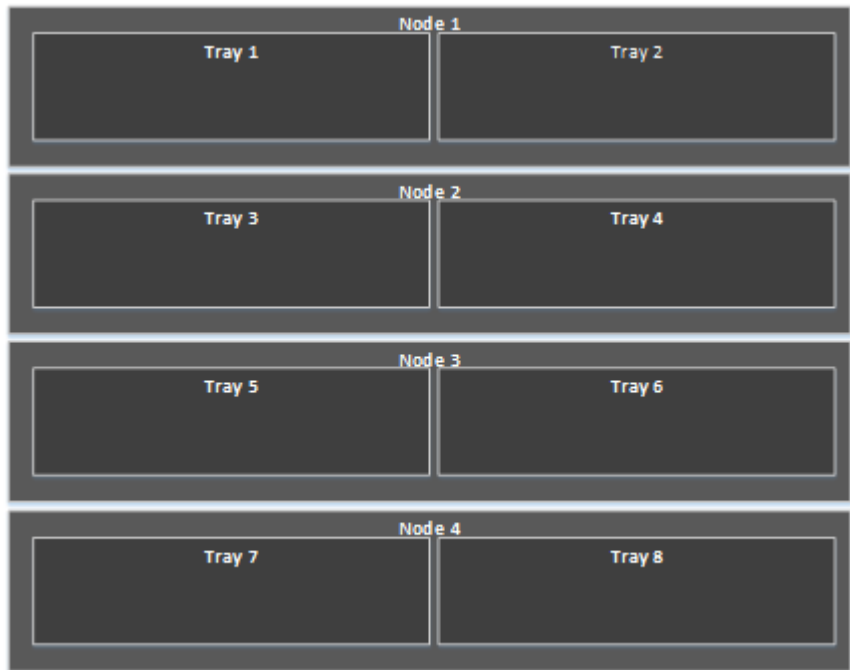 Node 1
Tray 1
Tray 2
Node 2
Tray 3
Tray 4
Node 3
Tray 5
Tray 6
Node 4
Tray 7
Tray 8